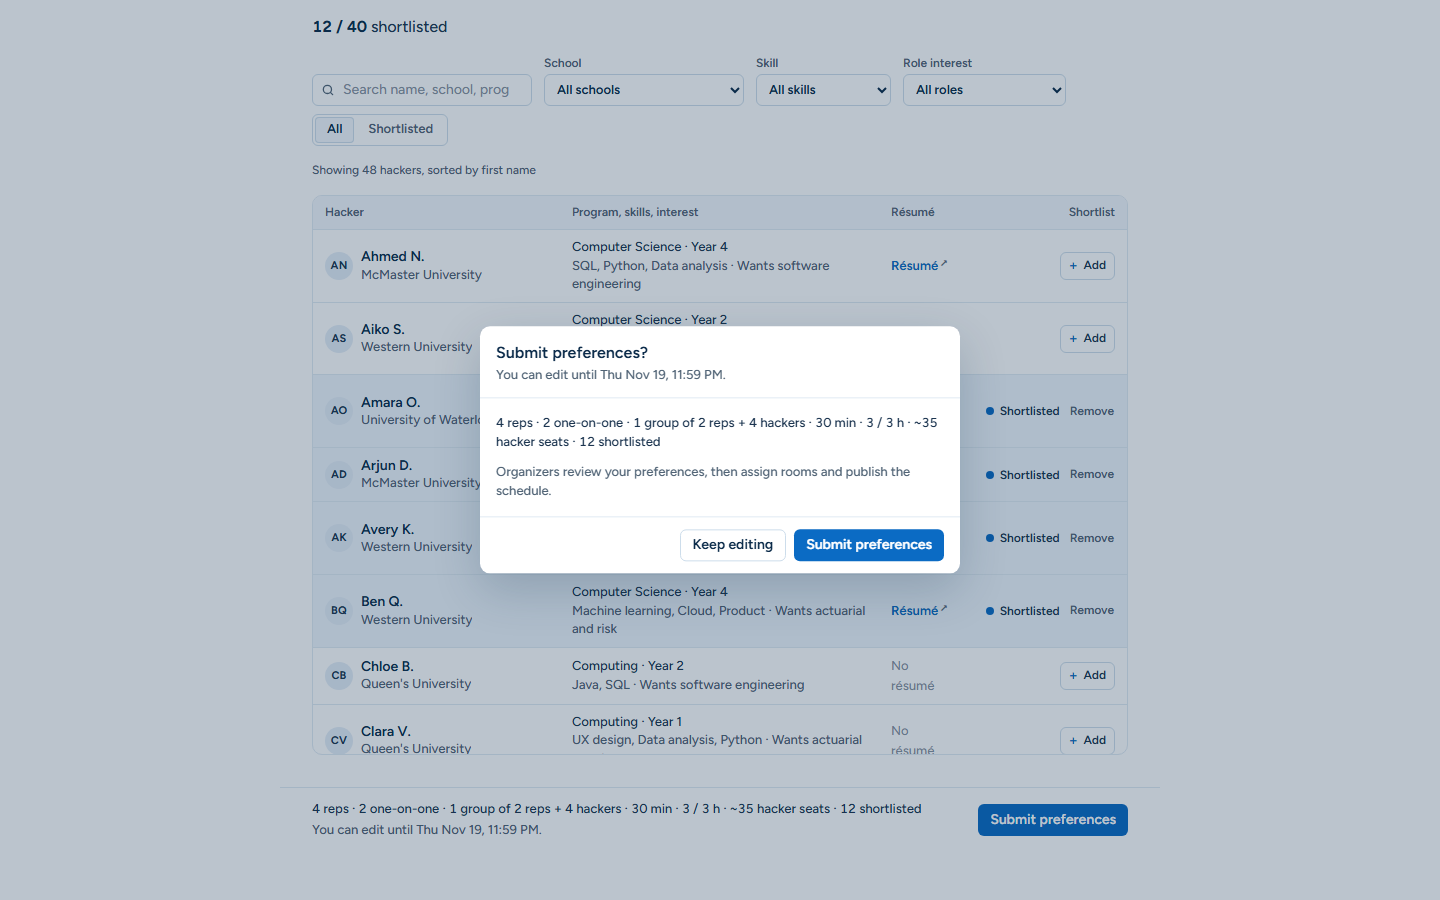 12 / 40 shortlisted
School
Skill
Role interest
Search name, school, prog
All schools
All skills
All roles
All
Shortlisted
Showing 48 hackers, sorted by first name
Hacker
Program, skills, interest
Résumé
Shortlist
AN
Ahmed N.
McMaster University
Computer Science · Year 4
SQL, Python, Data analysis · Wants software
engineering
Résumé ↗
+ Add
AS
Aiko S.
Western University
Computer Science · Year 2
+ Add
AO
Amara O.
University of Waterlo
Shortlisted
Remove
AD
Arjun D.
McMaster University
Shortlisted
Remove
AK
Avery K.
Western University
Shortlisted
Remove
Submit preferences?
You can edit until Thu Nov 19, 11:59 PM.
4 reps · 2 one-on-one · 1 group of 2 reps + 4 hackers · 30 min · 3 / 3 h · ~35
hacker seats · 12 shortlisted
Organizers review your preferences, then assign rooms and publish the
schedule.
Keep editing
Submit preferences
BQ
Ben Q.
Western University
Computer Science · Year 4
Machine learning, Cloud, Product · Wants actuarial
and risk
Résumé ↗
Shortlisted
Remove
CB
Chloe B.
Queen's University
Computing · Year 2
Java, SQL · Wants software engineering
No
résumé
+ Add
CV
Clara V.
Queen's University
Computing · Year 1
UX design, Data analysis, Python · Wants actuarial
No
résumé
+ Add
4 reps · 2 one-on-one · 1 group of 2 reps + 4 hackers · 30 min · 3 / 3 h · ~35 hacker seats · 12 shortlisted
You can edit until Thu Nov 19, 11:59 PM.
Submit preferences